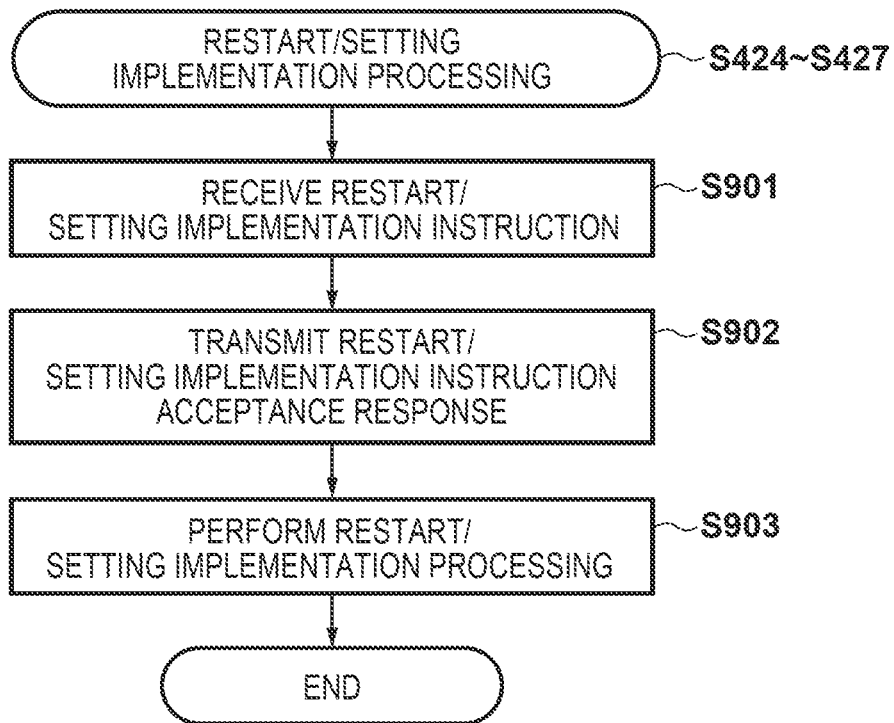 RESTART/SETTING
IMPLEMENTATION PROCESSING
S424~S427
RECEIVE RESTART/
SETTING IMPLEMENTATION INSTRUCTION
S901
TRANSMIT RESTART/
SETTING IMPLEMENTATION INSTRUCTION
ACCEPTANCE RESPONSE
S902
PERFORM RESTART/
SETTING IMPLEMENTATION PROCESSING
S903
END